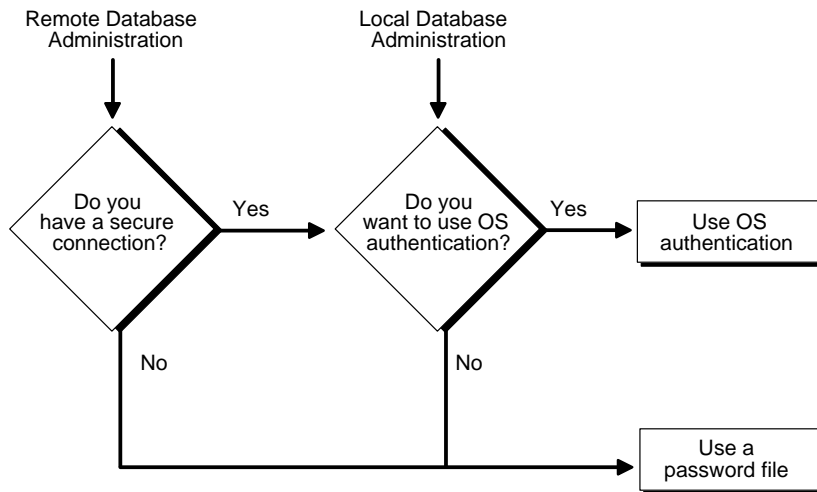 Remote Database
Administration
Local Database
Administration
Do you
have a secure
connection?
Yes
Do you
want to use OS
authentication?
Yes
Use OS
authentication
No
No
Use a
password file